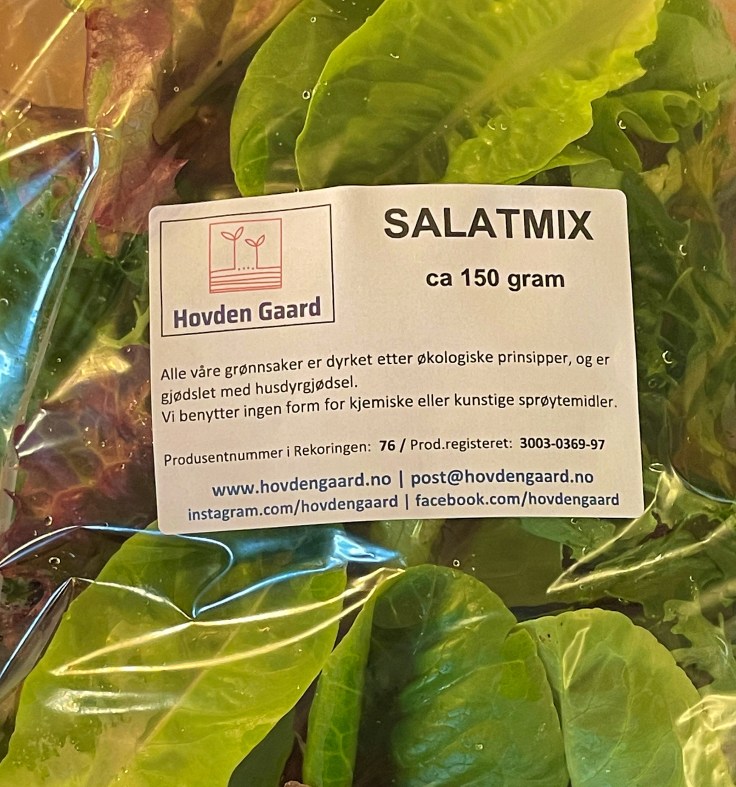 SALATMIX
ca 150 gram
Hovden Gaard
Alle våre grønnsaker er dyrket etter økologiske prinsipper, og er
gjødslet med husdyrgjødsel.
Vi benytter ingen form for kjemiske eller kunstige sprøytemidler.
Produsentnummer i Rekoringen: 76 / Prod.registeret: 3003-0369-97
www.hovdengaard.no | post@hovdengaard.no
instagram.com/hovdengaard | facebook.com/hovdengaard